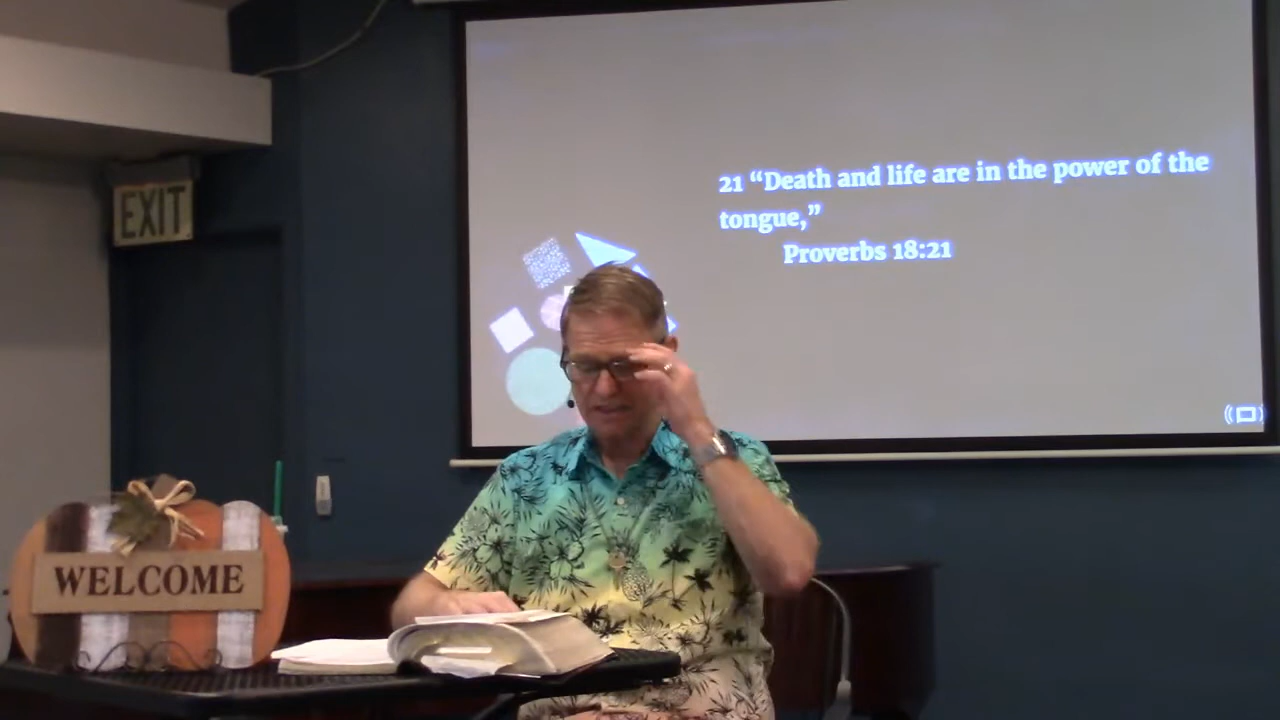 21 “Death and life are in the power of the
tongue,”
Proverbs 18:21
EXIT
WELCOME